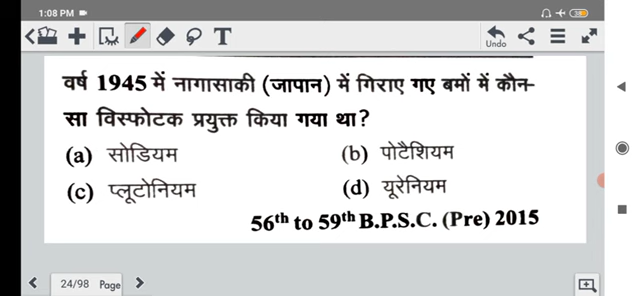 1:08 PM
38
T
Undo
वर्ष 1945 में नागासाकी (जापान) में गिराए गए बमों में कौन-
सा विस्फोटक प्रयुक्त किया गया था?
(a) सोडियम (b) पोटैशियम
(c) प्लूटोनियम (d) यूरेनियम
56th to 59th B.P.S.C. (Pre) 2015
24/98 Page